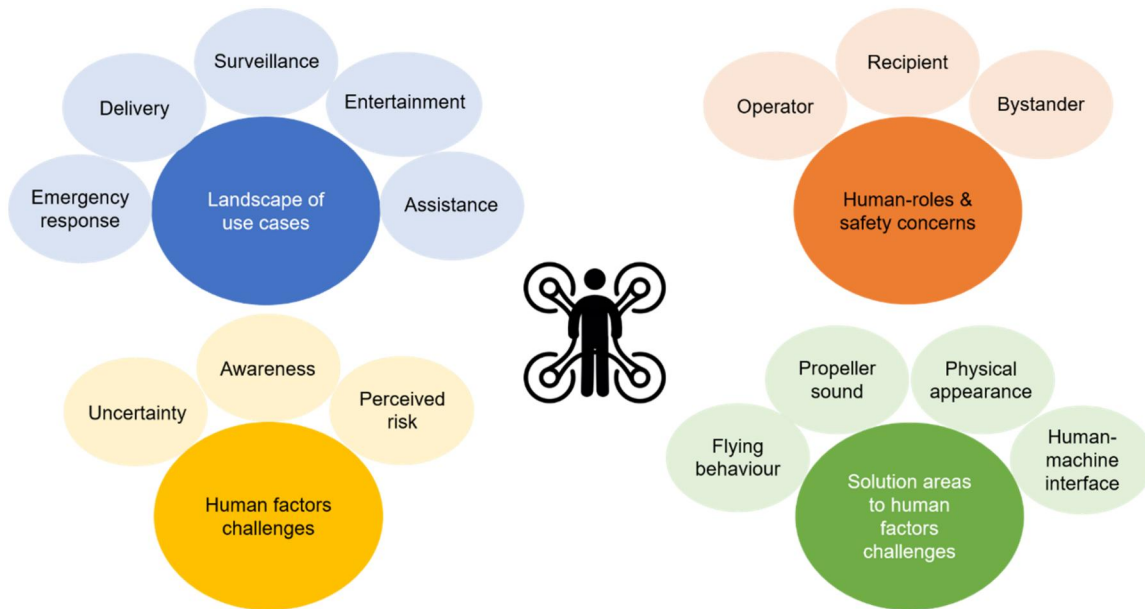 Surveillance
Delivery
Entertainment
Emergency
response
Assistance
Landscape of
use cases
Recipient
Operator
Bystander
Human-roles &
safety concerns
Awareness
Uncertainty
Perceived
risk
Human factors
challenges
Propeller
sound
Physical
appearance
Flying
behaviour
Human-
machine
interface
Solution areas
to human
factors
challenges